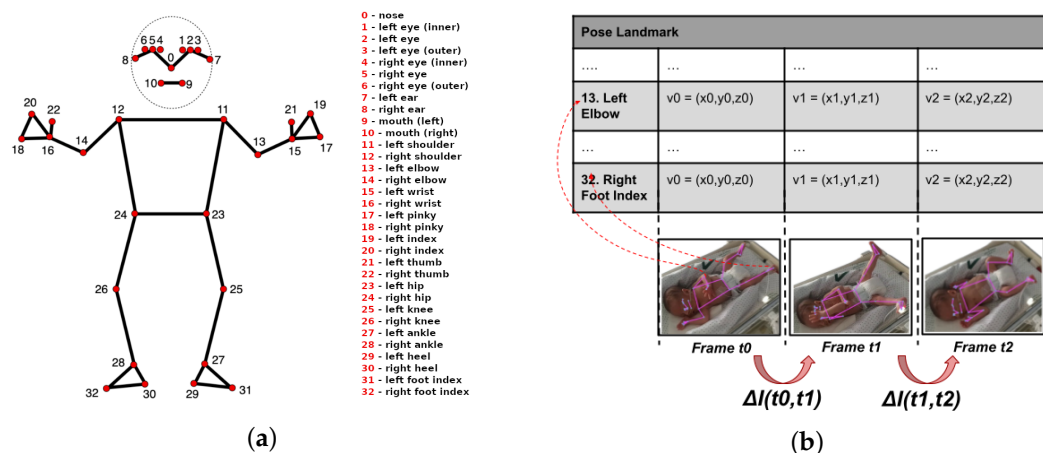 6 5 4
1 2 3
8
0
7
10
9
20
22
12
11
21
19
18
16
14
13
15
17
24
23
26
25
28
27
32
30
29
31
0 - nose
1 - left eye (inner)
2 - left eye
3 - left eye (outer)
4 - right eye (inner)
5 - right eye
6 - right eye (outer)
7 - left ear
8 - right ear
9 - mouth (left)
10 - mouth (right)
11 - left shoulder
12 - right shoulder
13 - left elbow
14 - right elbow
15 - left wrist
16 - right wrist
17 - left pinky
18 - right pinky
19 - left index
20 - right index
21 - left thumb
22 - right thumb
23 - left hip
24 - right hip
25 - left knee
26 - right knee
27 - left ankle
28 - right ankle
29 - left heel
30 - right heel
31 - left foot index
32 - right foot index
(a)
Pose Landmark
.... ... ... ...
13. Left v0 = (x0,y0,z0) v1 = (x1,y1,z1) v2 = (x2,y2,z2)
Elbow
... ... ... ...
32. Right v0 = (x0,y0,z0) v1 = (x1,y1,z1) v2 = (x2,y2,z2)
Foot Index
Frame t0 Frame t1 Frame t2
ΔI(t0,t1) ΔI(t1,t2)
(b)